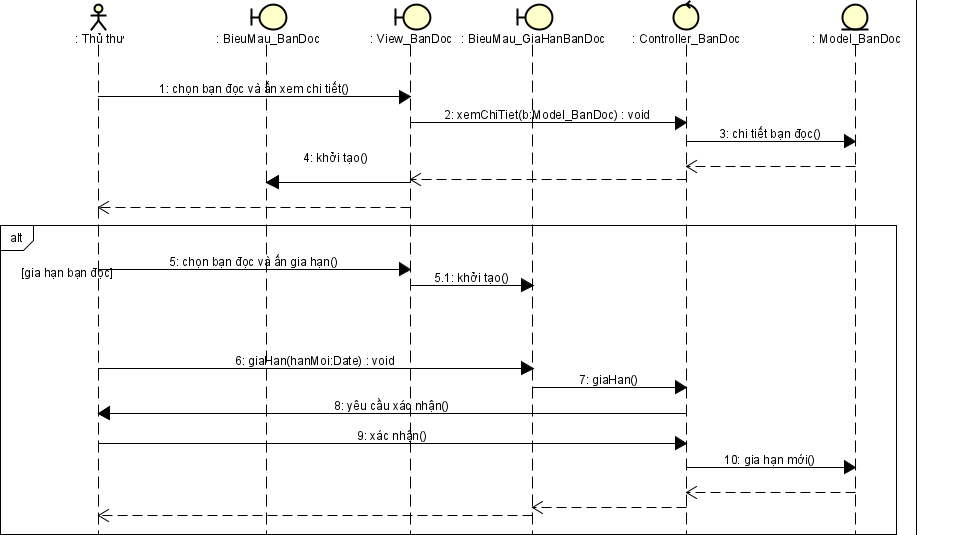 : Thủ thư
: BieuMau_BanDoc
: View_BanDoc
: BieuMau_GiaHanBanDoc
: Controller_BanDoc
: Model_BanDoc
1: chọn bạn đọc và ấn xem chi tiết()
2: xemChiTiet(b:Model_BanDoc) : void
3: chi tiết bạn đọc()
4: khởi tạo()
alt
[gia hạn bạn đọc]
5: chọn bạn đọc và ấn gia hạn()
5.1: khởi tạo()
6: giaHan(hanMoi:Date) : void
7: giaHan()
8: yêu cầu xác nhận()
9: xác nhận()
10: gia hạn mới()